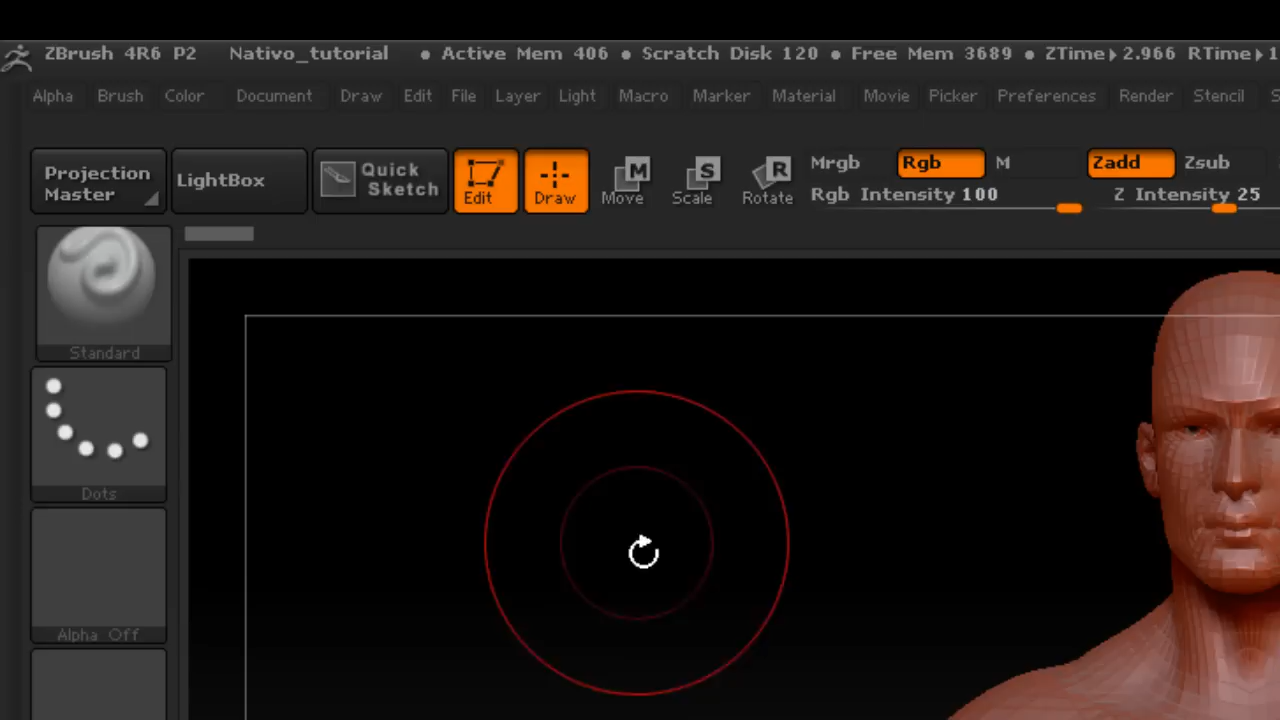 ZBrush 4R6 P2 Nativo_tutorial • Active Mem 406 • Scratch Disk 120 • Free Mem 3689 • ZTime 2.966 RTime
Alpha Brush Color Document Draw Edit File Layer Light Macro Marker Material Movie Picker Preferences Render Stencil S
Projection Master
LightBox
Quick Sketch
Edit
Draw
M
Move
S
Scale
R
Rotate
Mrgb Rgb M Zadd Zsub
Rgb Intensity 100 Z Intensity 25
Standard
Dots
Alpha Off